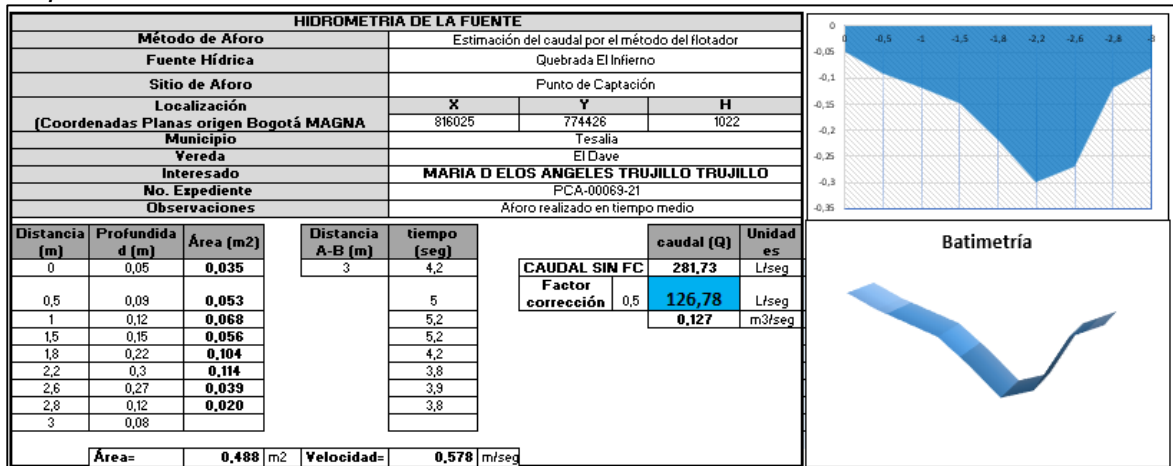 HIDROMETRIA DE LA FUENTE
Método de Aforo Estimación del caudal por el método del flotador
Fuente Hídrica Quebrada El Infierno
Sitio de Aforo Punto de Captación
Localización X Y H
(Coordenadas Planas origen Bogotá MAGNA 816025 774426 1022
Municipio Tesalia
Vereda El Dave
Interesado MARIA D ELOS ANGELES TRUJILLO TRUJILLO
No. Expediente PCA-00069-21
Observaciones Aforo realizado en tiempo medio
Distancia (m) Profundida d (m) Área (m2) Distancia A-B (m) tiempo (seg) caudal (Q) Unidad es
0 0,05 0,035 3 4,2 CAUDAL SIN FC 281,73 L/seg
0,5 0,09 0,053 5 Factor corrección 0,5 126,78 L/seg
1 0,12 0,068 5,2 0,127 m3/seg
1,5 0,15 0,056 5,2
1,8 0,22 0,104 4,2
2,2 0,3 0,114 3,8
2,6 0,27 0,039 3,9
2,8 0,12 0,020 3,8
3 0,08
Área= 0,488 m2 Velocidad= 0,578 m/seg
0
0 -0,5 -1 -1,5 -1,8 -2,2 -2,6 -2,8 -3
-0,05
-0,1
-0,15
-0,2
-0,25
-0,3
-0,35
Batimetría